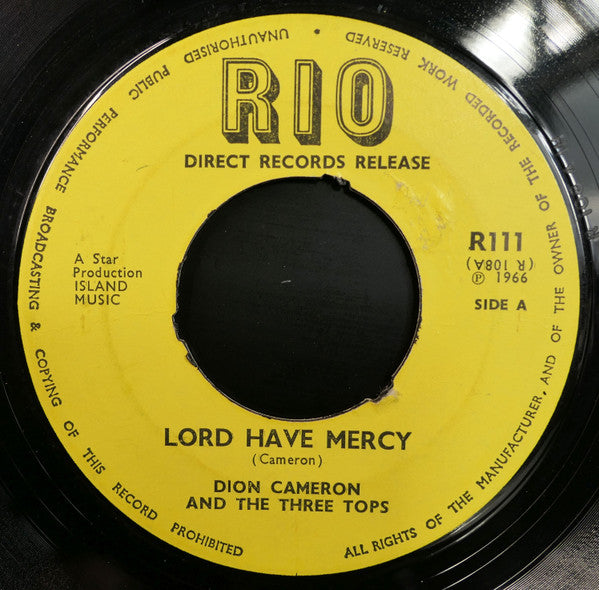 RIO
DIRECT RECORDS RELEASE
A Star
Production
ISLAND
MUSIC
R111
(R 108A)
Ⓟ 1966
SIDE A
LORD HAVE MERCY
(Cameron)
DION CAMERON
AND THE THREE TOPS
ALL RIGHTS OF THE MANUFACTURER, AND OF THE OWNER OF THE RECORDED WORK RESERVED
UNAUTHORISED PUBLIC PERFORMANCE BROADCASTING & COPYING OF THIS RECORD PROHIBITED